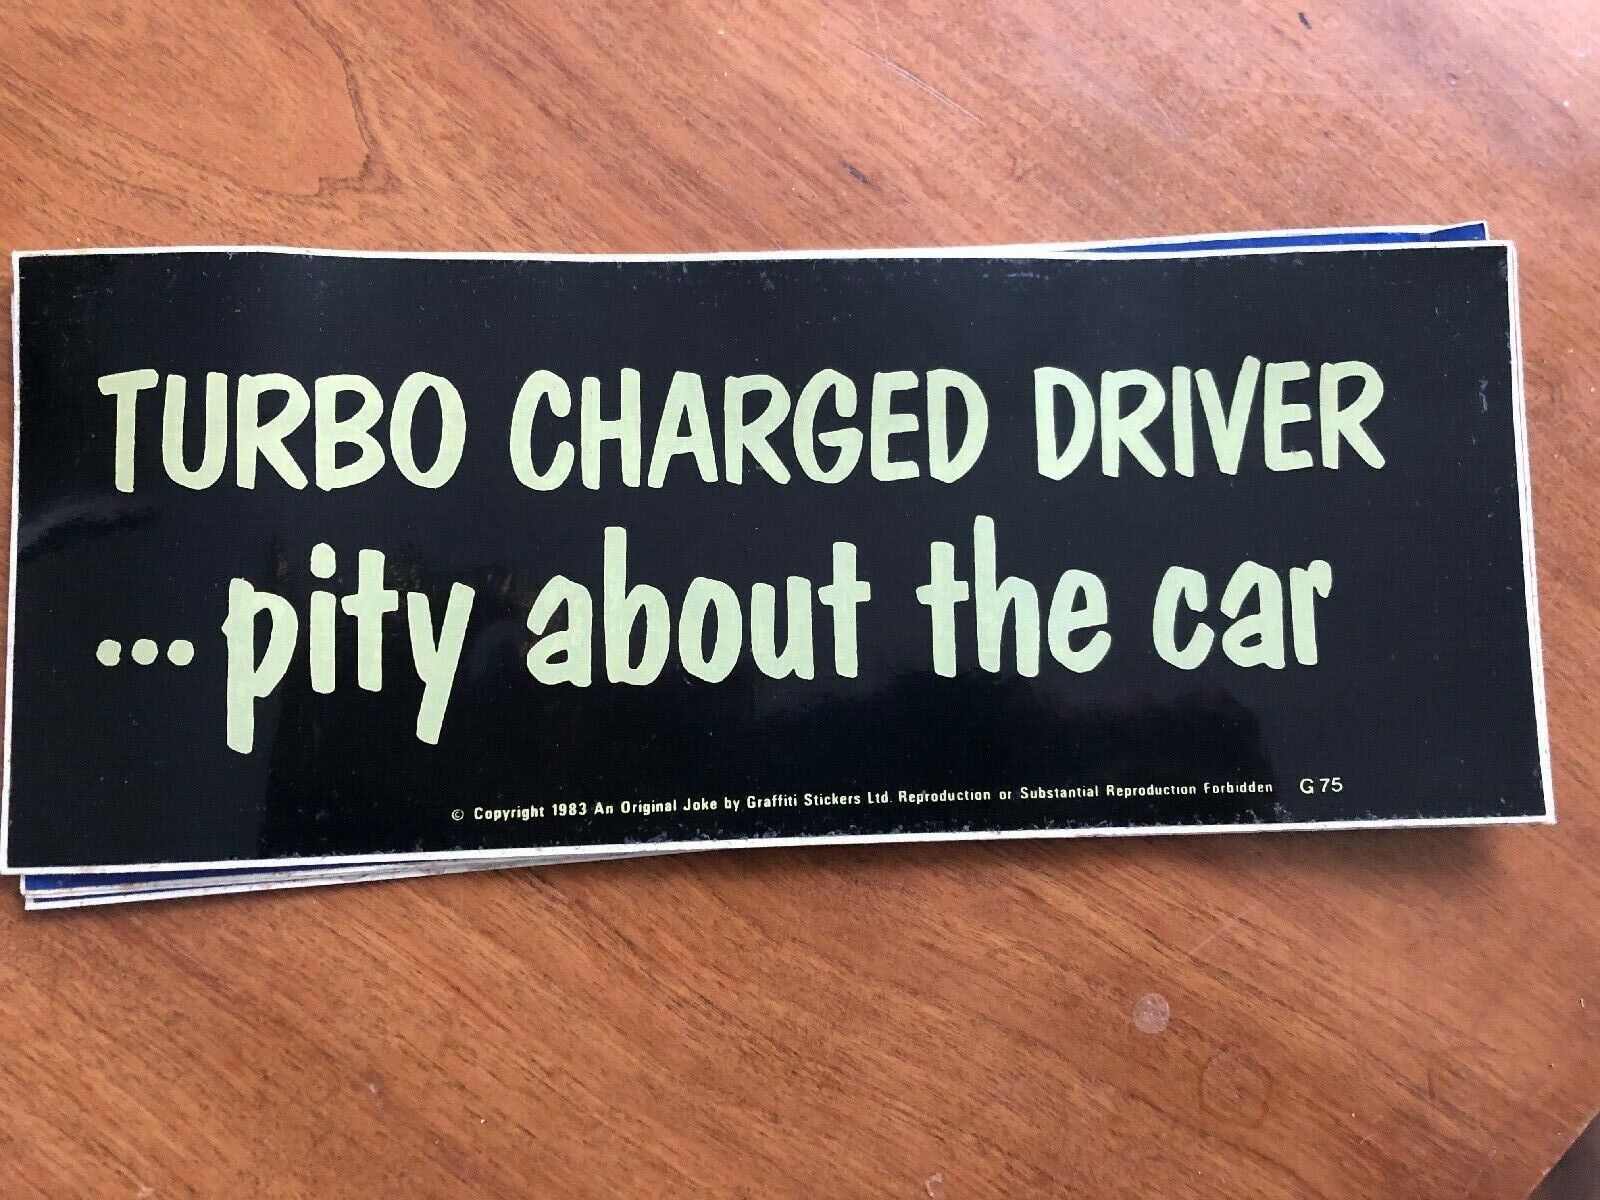 TURBO CHARGED DRIVER
...pity about the car
© Copyright 1983 An Original Joke by Graffiti Stickers Ltd. Reproduction or Substantial Reproduction Forbidden G 75